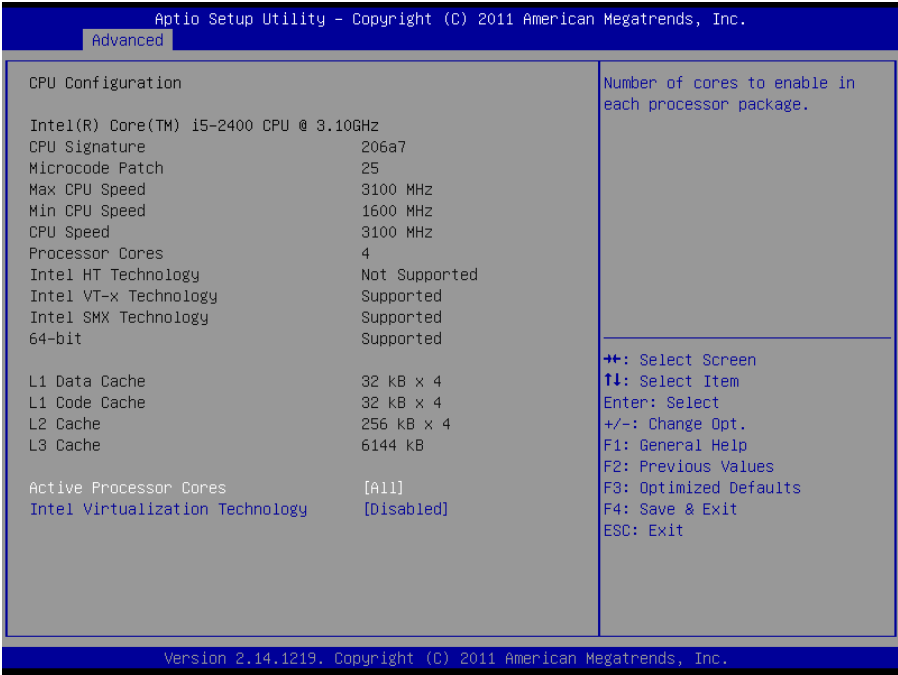 Aptio Setup Utility – Copyright (C) 2011 American Megatrends, Inc.
Advanced
CPU Configuration
Intel(R) Core(TM) i5-2400 CPU @ 3.10GHz
CPU Signature 206a7
Microcode Patch 25
Max CPU Speed 3100 MHz
Min CPU Speed 1600 MHz
CPU Speed 3100 MHz
Processor Cores 4
Intel HT Technology Not Supported
Intel VT-x Technology Supported
Intel SMX Technology Supported
64-bit Supported
L1 Data Cache 32 kB x 4
L1 Code Cache 32 kB x 4
L2 Cache 256 kB x 4
L3 Cache 6144 kB
Active Processor Cores [All]
Intel Virtualization Technology [Disabled]
Number of cores to enable in
each processor package.
→←: Select Screen
↑↓: Select Item
Enter: Select
+/-: Change Opt.
F1: General Help
F2: Previous Values
F3: Optimized Defaults
F4: Save & Exit
ESC: Exit
Version 2.14.1219. Copyright (C) 2011 American Megatrends, Inc.